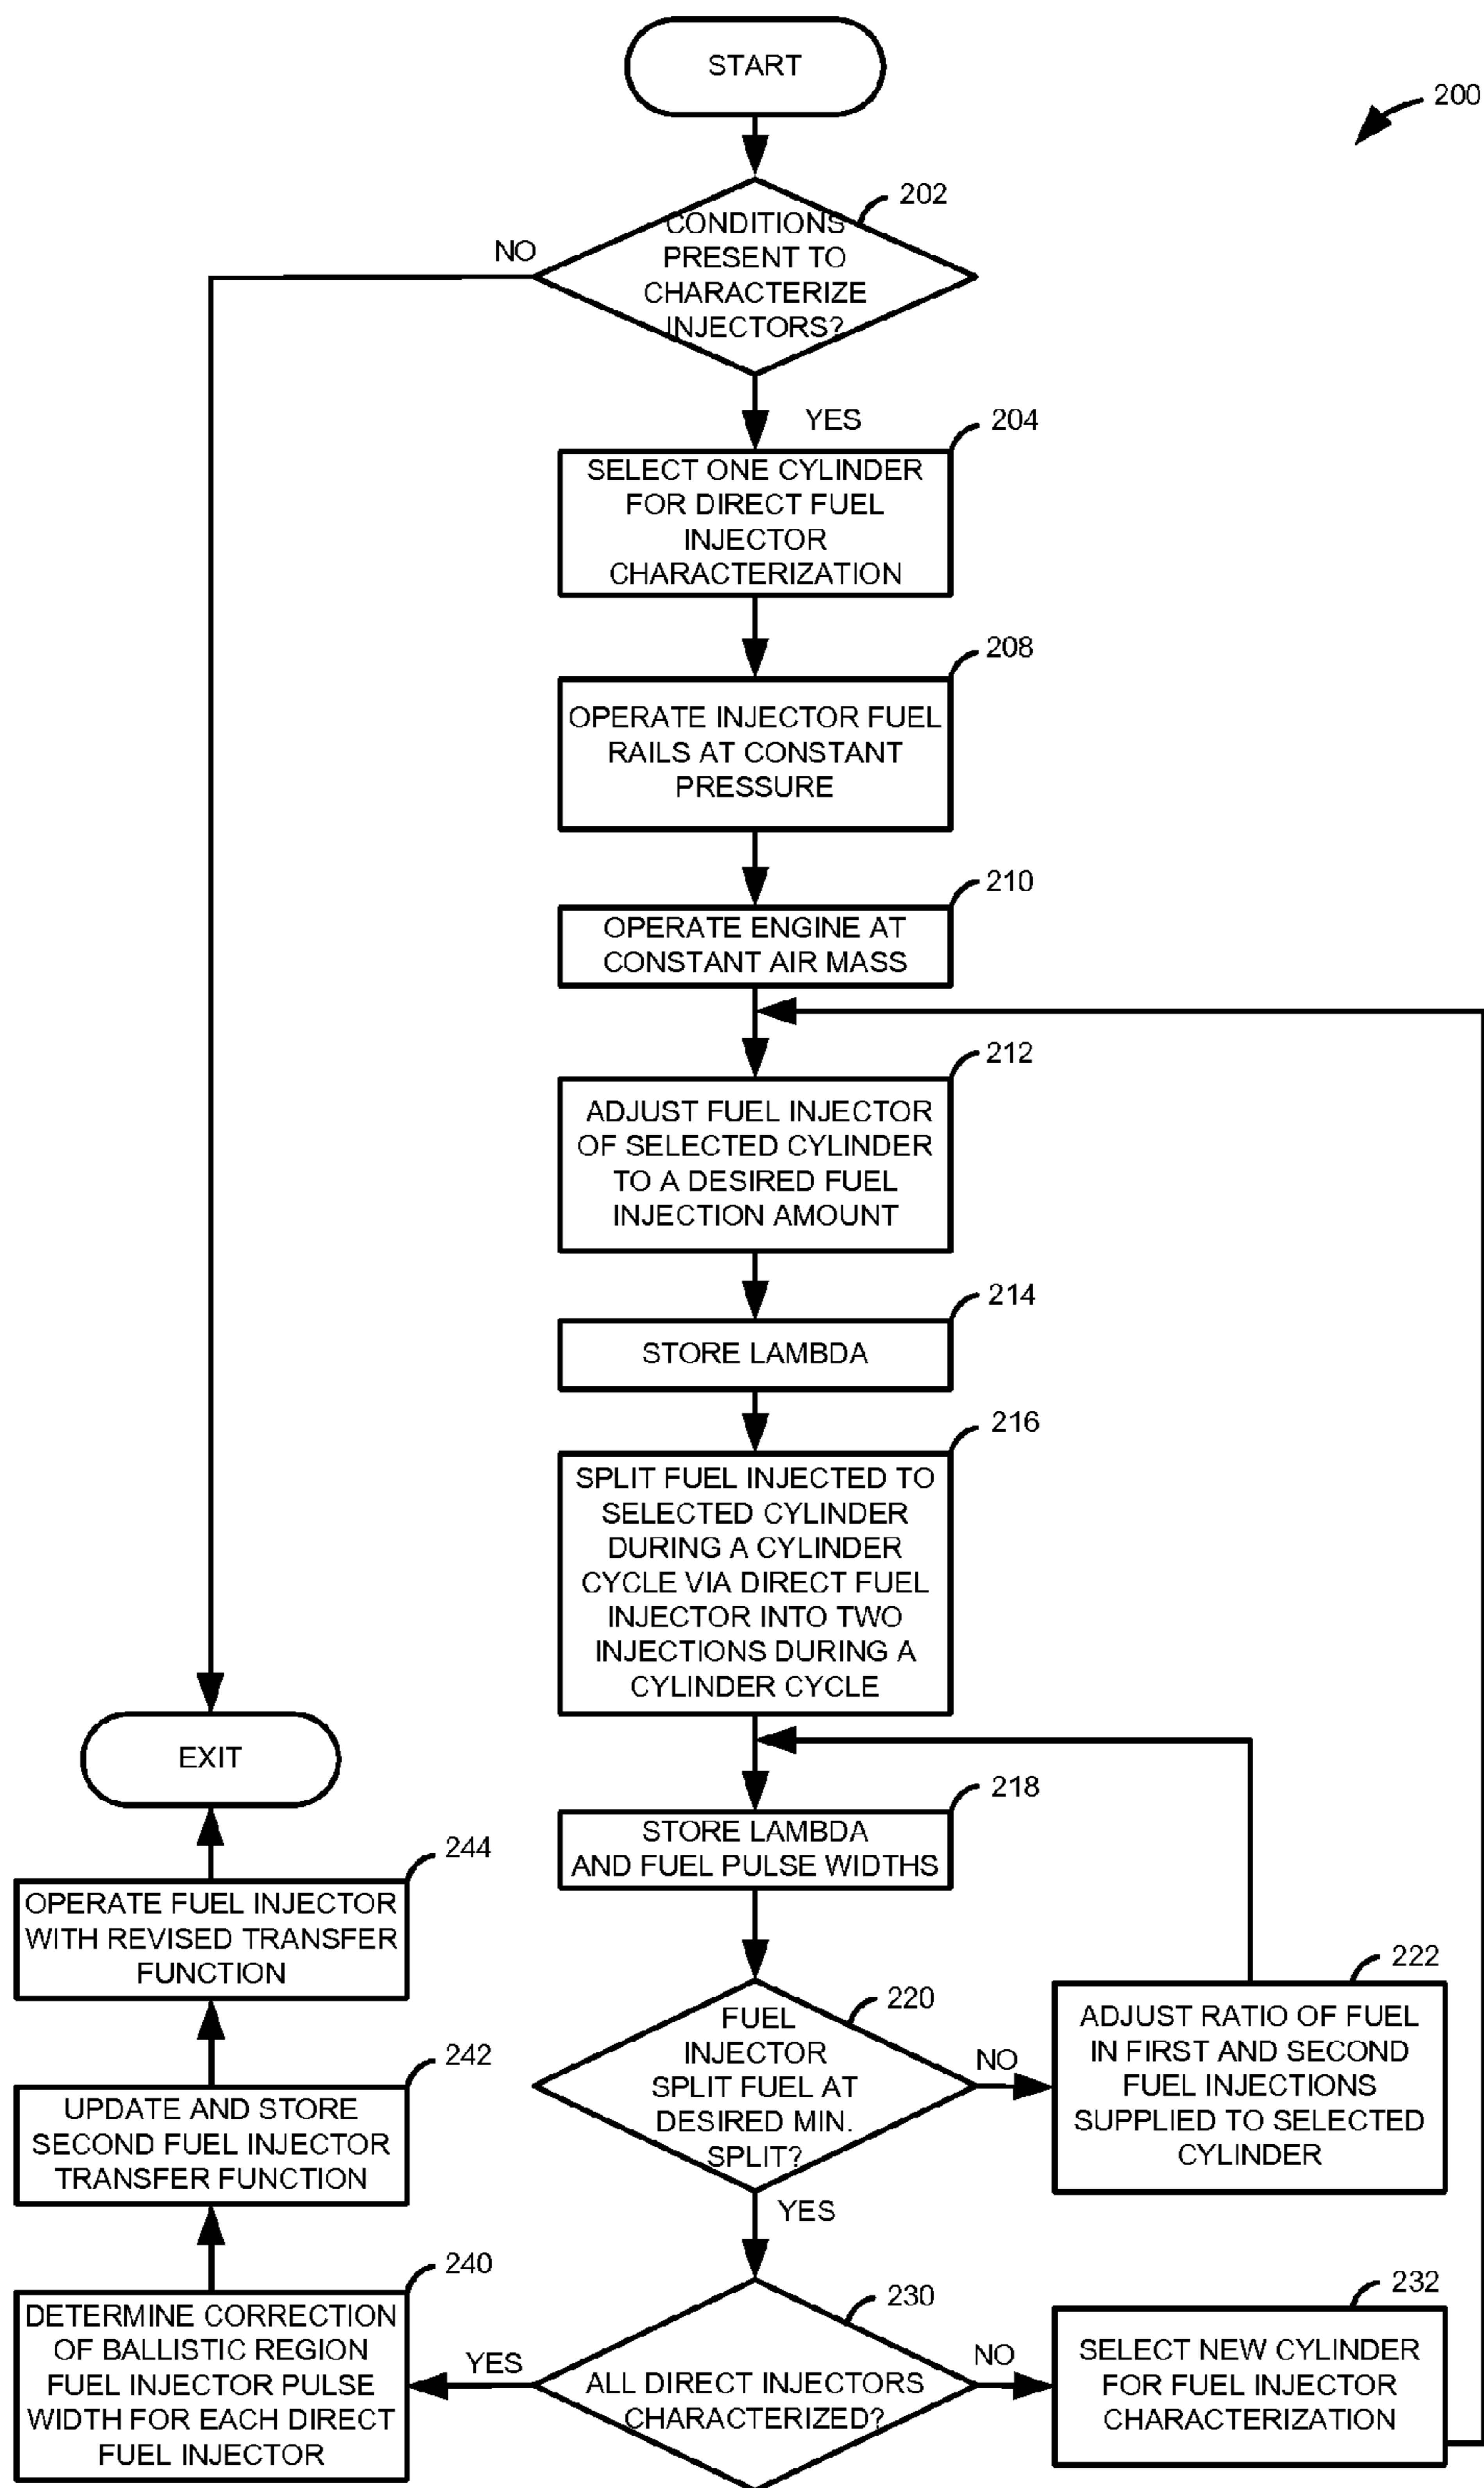 START
200
202
CONDITIONS
PRESENT TO
CHARACTERIZE
INJECTORS?
NO
YES
204
SELECT ONE CYLINDER
FOR DIRECT FUEL
INJECTOR
CHARACTERIZATION
208
OPERATE INJECTOR FUEL
RAILS AT CONSTANT
PRESSURE
210
OPERATE ENGINE AT
CONSTANT AIR MASS
212
ADJUST FUEL INJECTOR
OF SELECTED CYLINDER
TO A DESIRED FUEL
INJECTION AMOUNT
214
STORE LAMBDA
216
SPLIT FUEL INJECTED TO
SELECTED CYLINDER
DURING A CYLINDER
CYCLE VIA DIRECT FUEL
INJECTOR INTO TWO
INJECTIONS DURING A
CYLINDER CYCLE
218
STORE LAMBDA
AND FUEL PULSE WIDTHS
220
FUEL
INJECTOR
SPLIT FUEL AT
DESIRED MIN.
SPLIT?
NO
YES
222
ADJUST RATIO OF FUEL
IN FIRST AND SECOND
FUEL INJECTIONS
SUPPLIED TO SELECTED
CYLINDER
230
ALL DIRECT INJECTORS
CHARACTERIZED?
NO
YES
232
SELECT NEW CYLINDER
FOR FUEL INJECTOR
CHARACTERIZATION
240
DETERMINE CORRECTION
OF BALLISTIC REGION
FUEL INJECTOR PULSE
WIDTH FOR EACH DIRECT
FUEL INJECTOR
242
UPDATE AND STORE
SECOND FUEL INJECTOR
TRANSFER FUNCTION
244
OPERATE FUEL INJECTOR
WITH REVISED TRANSFER
FUNCTION
EXIT